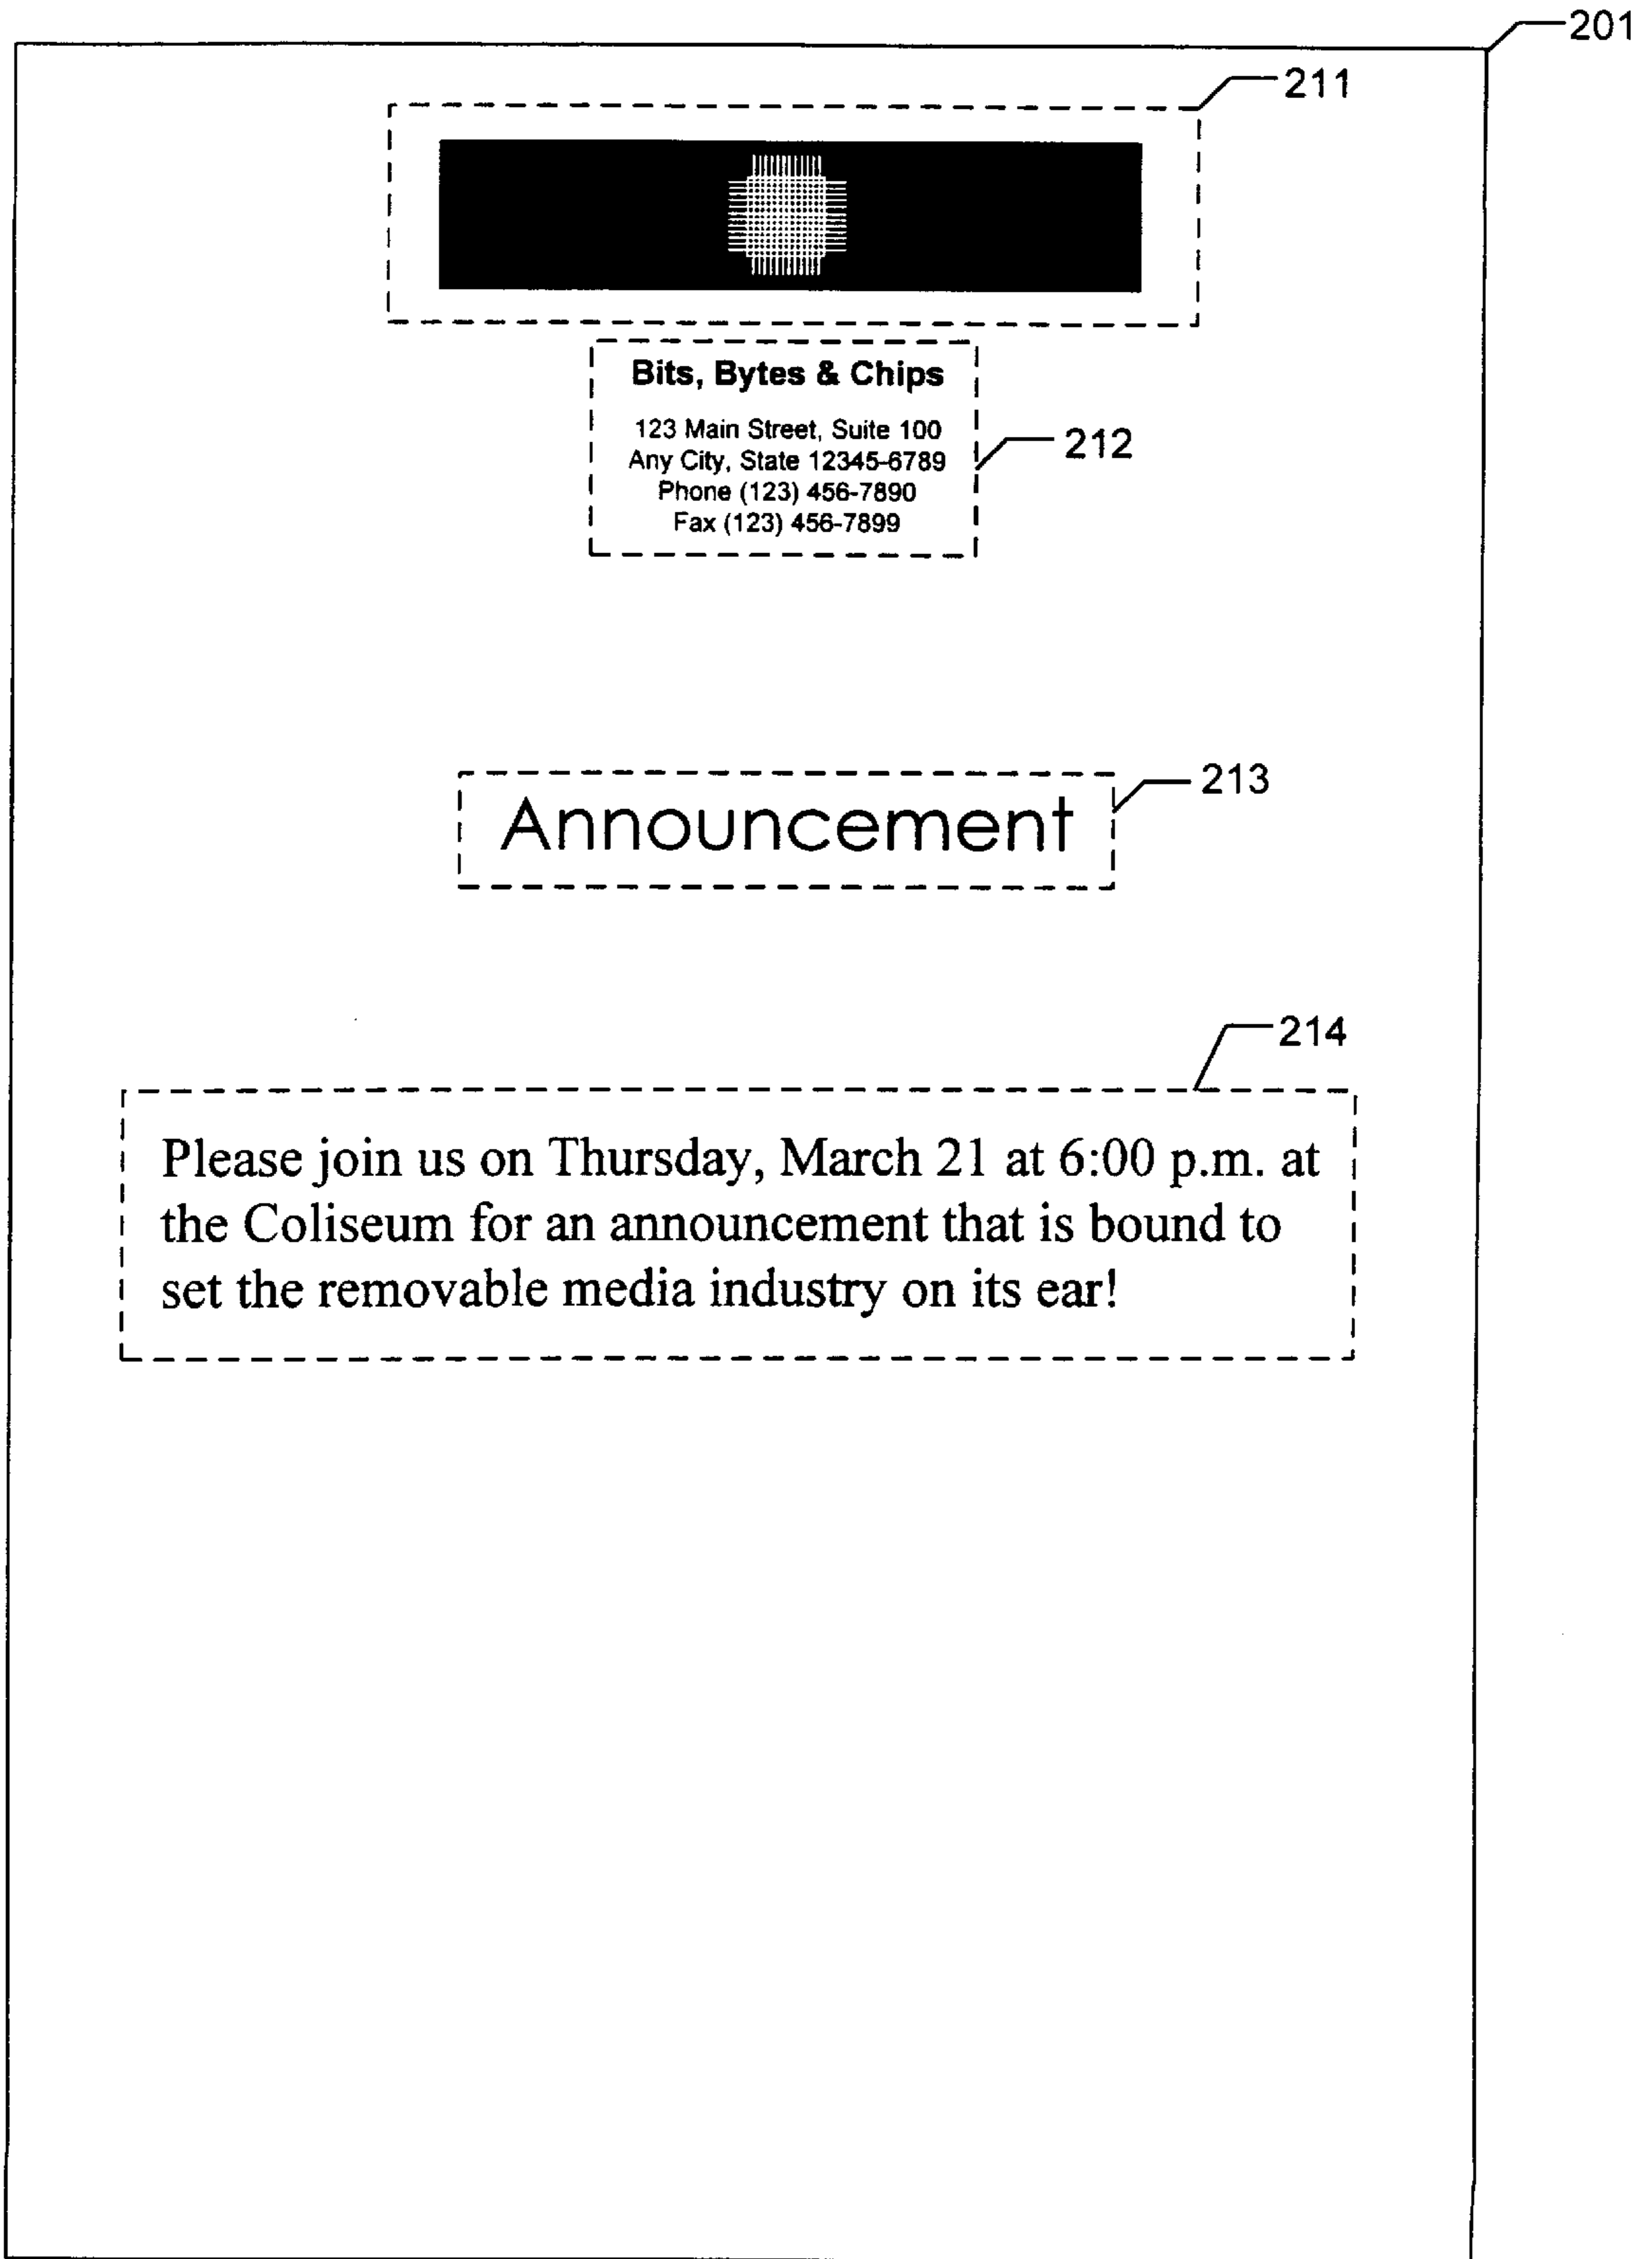 201
211
Bits, Bytes & Chips
123 Main Street, Suite 100
Any City, State 12345-6789
Phone (123) 456-7890
Fax (123) 456-7899
212
213
Announcement
214
Please join us on Thursday, March 21 at 6:00 p.m. at
the Coliseum for an announcement that is bound to
set the removable media industry on its ear!